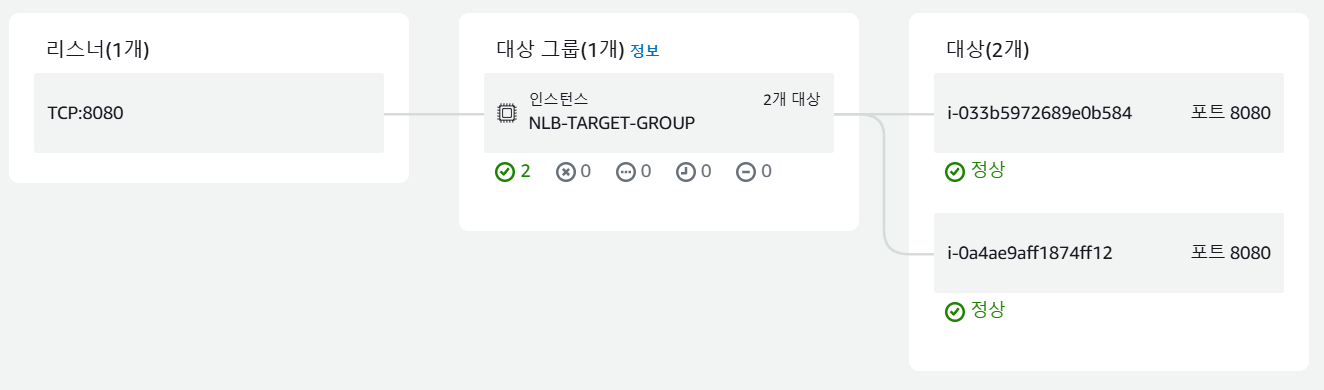 리스너(1개)
TCP:8080
대상 그룹(1개) 정보
인스턴스
2개 대상
NLB-TARGET-GROUP
2 0 0 0 0
대상(2개)
i-033b5972689e0b584 포트 8080
정상
i-0a4ae9aff1874ff12 포트 8080
정상